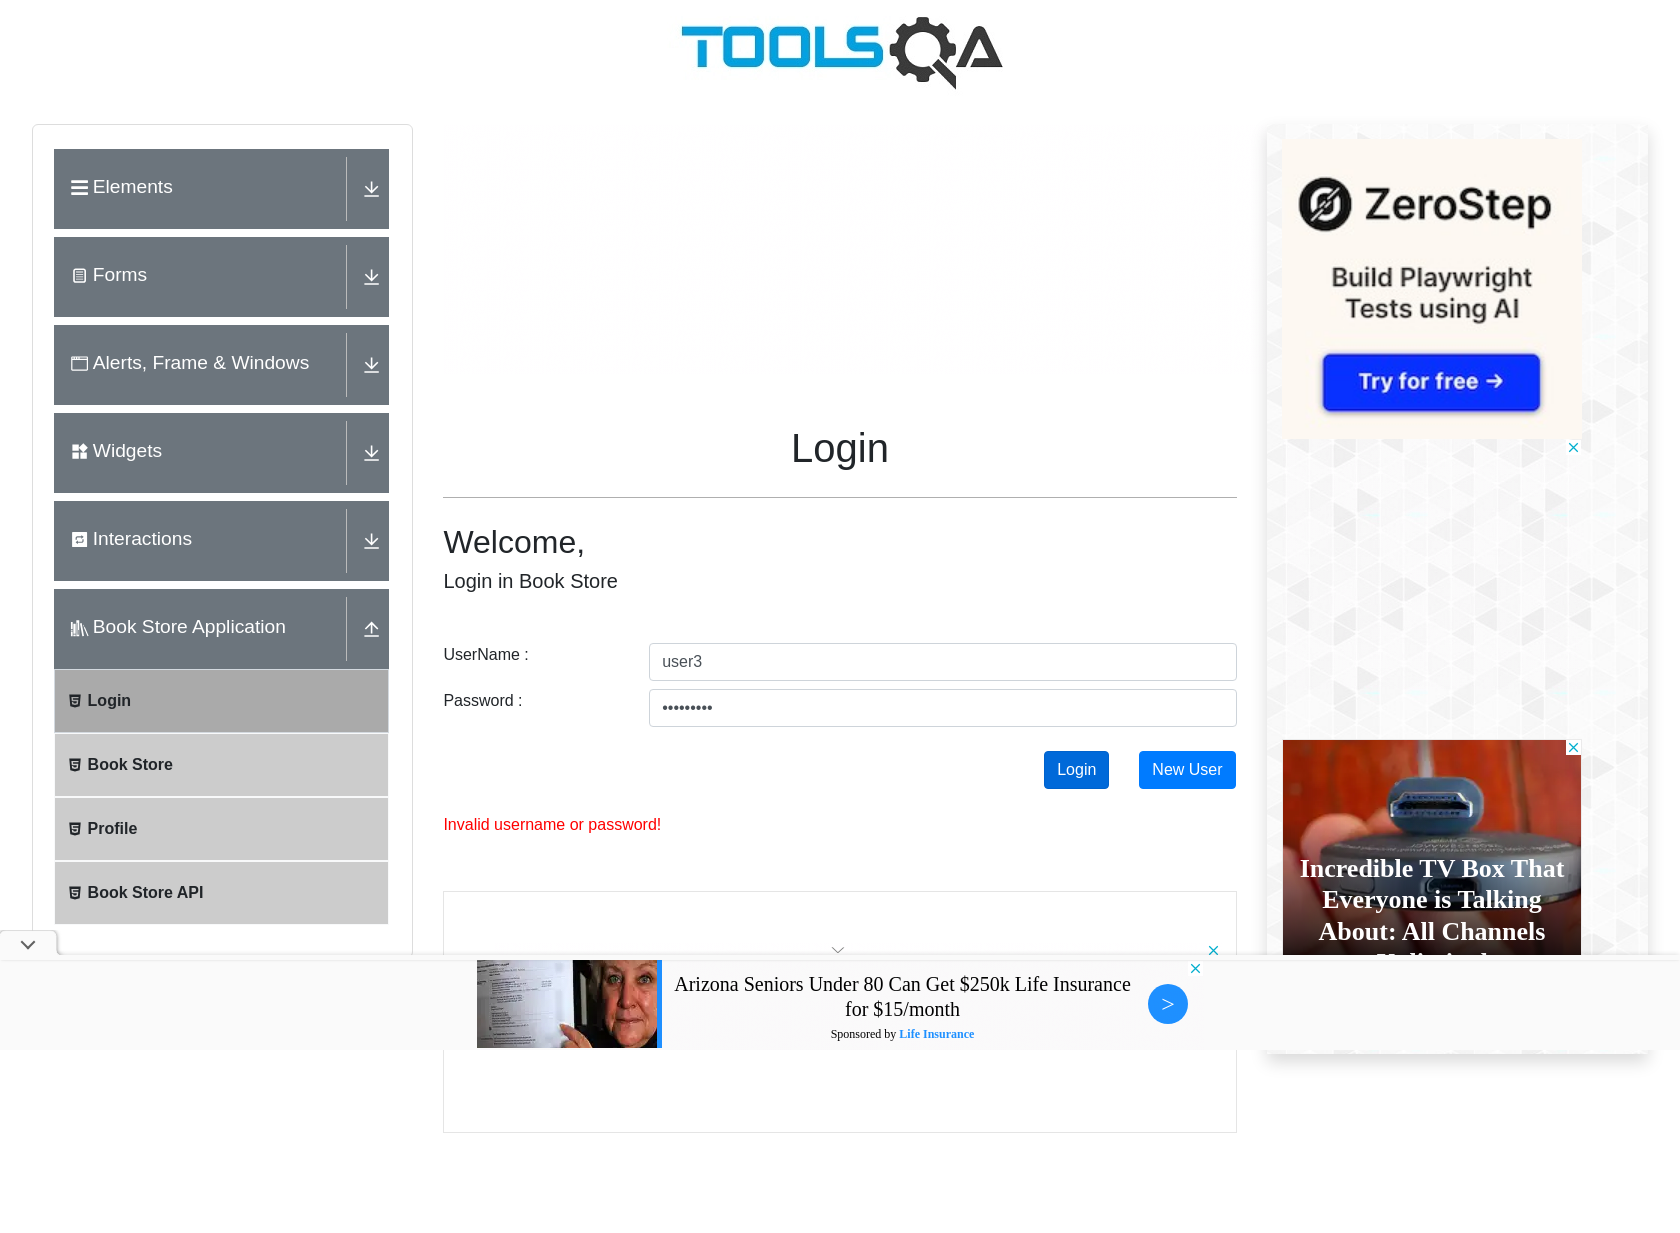 TOOLSQA
Elements
Forms
Alerts, Frame & Windows
Widgets
Interactions
Book Store Application
Login
Book Store
Profile
Book Store API
Login
Welcome,
Login in Book Store
UserName :
user3
Password :
•••••••••
Login
New User
Invalid username or password!
ZeroStep
Build Playwright
Tests using AI
Try for free →
Incredible TV Box That
Everyone is Talking
About: All Channels
Arizona Seniors Under 80 Can Get $250k Life Insurance
for $15/month
Sponsored by Life Insurance
>